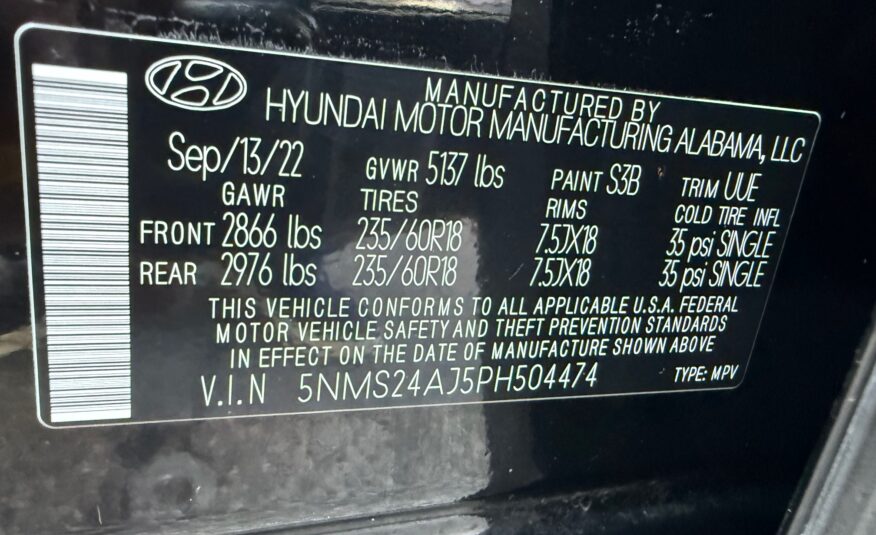 MANUFACTURED BY
HYUNDAI MOTOR MANUFACTURING ALABAMA, LLC
Sep/13/22 GVWR 5137 lbs PAINT S3B TRIM UUE
GAWR TIRES RIMS COLD TIRE INFL
FRONT 2866 lbs 235/60R18 7.5JX18 35 psi SINGLE
REAR 2976 lbs 235/60R18 7.5JX18 35 psi SINGLE
THIS VEHICLE CONFORMS TO ALL APPLICABLE U.S.A. FEDERAL
MOTOR VEHICLE SAFETY AND THEFT PREVENTION STANDARDS
IN EFFECT ON THE DATE OF MANUFACTURE SHOWN ABOVE
V.I.N 5NMS24AJ5PH504474 TYPE: MPV